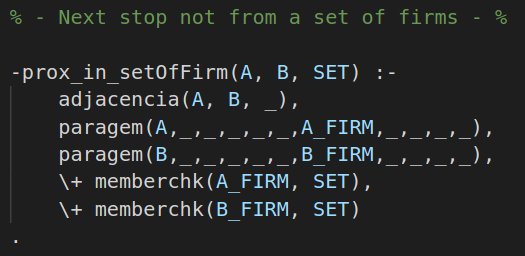 % - Next stop not from a set of firms - %
-prox_in_setOfFirm(A, B, SET) :-
adjacencia(A, B, _),
paragem(A,_,_,_,_,_,A_FIRM,_,_,_,_),
paragem(B,_,_,_,_,_,B_FIRM,_,_,_,_),
\+ memberchk(A_FIRM, SET),
\+ memberchk(B_FIRM, SET)
.